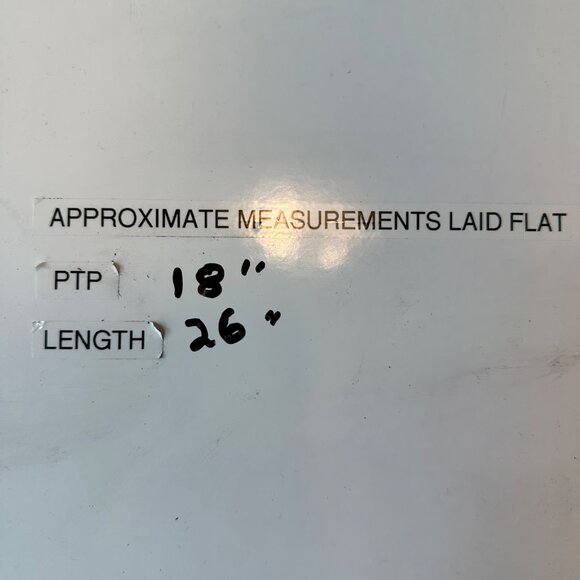 APPROXIMATE MEASUREMENTS LAID FLAT
PTP 18"
LENGTH 26"